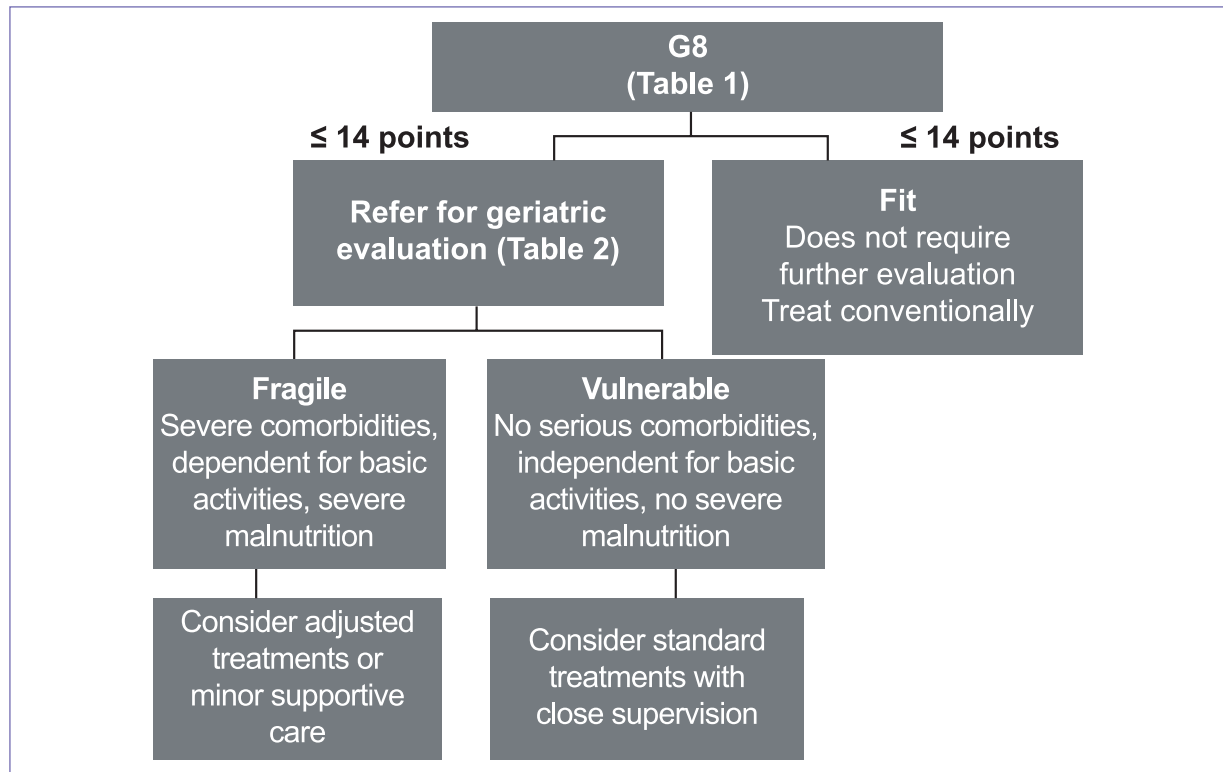 G8
(Table 1)
≤ 14 points
≤ 14 points
Refer for geriatric
evaluation (Table 2)
Fit
Does not require
further evaluation
Treat conventionally
Fragile
Severe comorbidities,
dependent for basic
activities, severe
malnutrition
Vulnerable
No serious comorbidities,
independent for basic
activities, no severe
malnutrition
Consider adjusted
treatments or
minor supportive
care
Consider standard
treatments with
close supervision